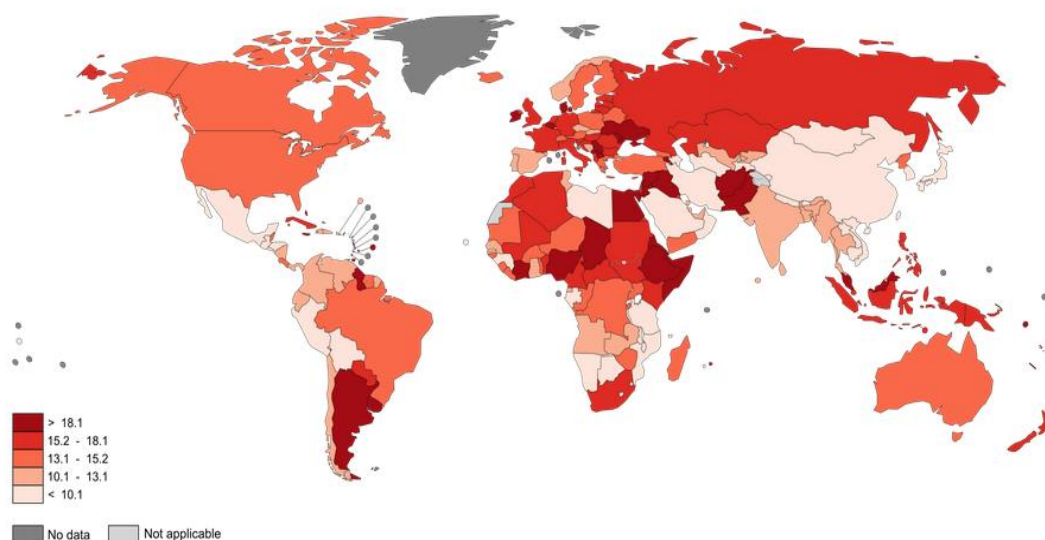 > 18.1
15.2 - 18.1
13.1 - 15.2
10.1 - 13.1
< 10.1
No data
Not applicable